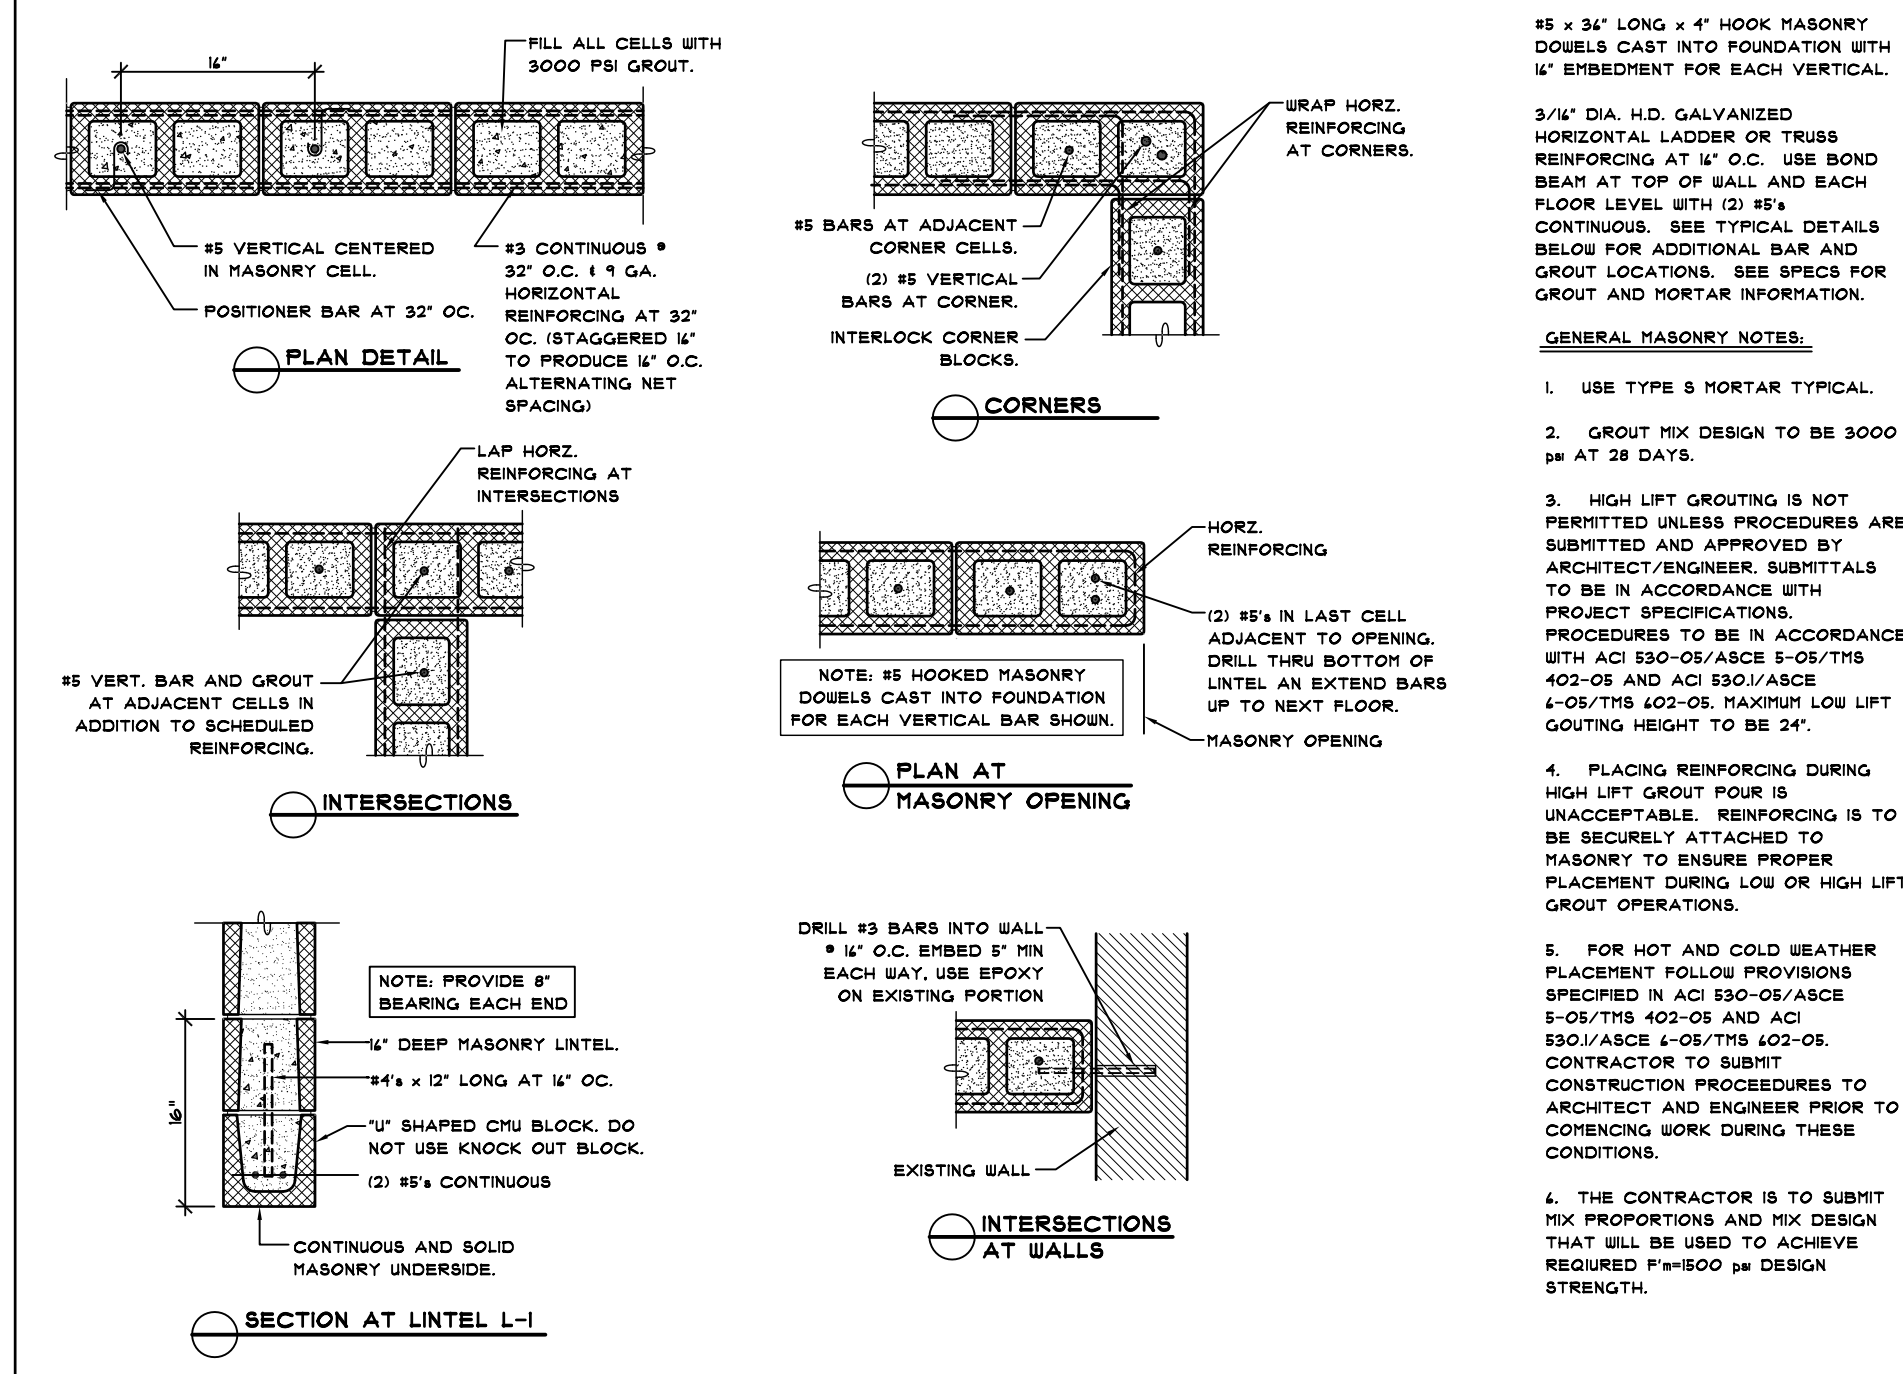 16"
FILL ALL CELLS WITH
3000 PSI GROUT.
#5 VERTICAL CENTERED
IN MASONRY CELL.
POSITIONER BAR AT 32" OC.
#3 CONTINUOUS @
32" O.C. & 9 GA.
HORIZONTAL
REINFORCING AT 32"
OC. (STAGGERED 16"
TO PRODUCE 16" O.C.
ALTERNATING NET
SPACING)
PLAN DETAIL
WRAP HORZ.
REINFORCING
AT CORNERS.
#5 BARS AT ADJACENT
CORNER CELLS.
(2) #5 VERTICAL
BARS AT CORNER.
INTERLOCK CORNER
BLOCKS.
CORNERS
LAP HORZ.
REINFORCING AT
INTERSECTIONS
#5 VERT. BAR AND GROUT
AT ADJACENT CELLS IN
ADDITION TO SCHEDULED
REINFORCING.
INTERSECTIONS
HORZ.
REINFORCING
(2) #5's IN LAST CELL
ADJACENT TO OPENING.
DRILL THRU BOTTOM OF
LINTEL AN EXTEND BARS
UP TO NEXT FLOOR.
MASONRY OPENING
NOTE: #5 HOOKED MASONRY
DOWELS CAST INTO FOUNDATION
FOR EACH VERTICAL BAR SHOWN.
PLAN AT
MASONRY OPENING
NOTE: PROVIDE 8"
BEARING EACH END
16" DEEP MASONRY LINTEL.
#4's x 12" LONG AT 16" OC.
16"
"U" SHAPED CMU BLOCK. DO
NOT USE KNOCK OUT BLOCK.
(2) #5's CONTINUOUS
CONTINUOUS AND SOLID
MASONRY UNDERSIDE.
SECTION AT LINTEL L-1
DRILL #3 BARS INTO WALL
@ 16" O.C. EMBED 5" MIN
EACH WAY, USE EPOXY
ON EXISTING PORTION
EXISTING WALL
INTERSECTIONS
AT WALLS
#5 x 36" LONG x 4" HOOK MASONRY
DOWELS CAST INTO FOUNDATION WITH
16" EMBEDMENT FOR EACH VERTICAL.
3/16" DIA. H.D. GALVANIZED
HORIZONTAL LADDER OR TRUSS
REINFORCING AT 16" O.C. USE BOND
BEAM AT TOP OF WALL AND EACH
FLOOR LEVEL WITH (2) #5's
CONTINUOUS. SEE TYPICAL DETAILS
BELOW FOR ADDITIONAL BAR AND
GROUT LOCATIONS. SEE SPECS FOR
GROUT AND MORTAR INFORMATION.
GENERAL MASONRY NOTES:
1. USE TYPE S MORTAR TYPICAL.
2. GROUT MIX DESIGN TO BE 3000
psi AT 28 DAYS.
3. HIGH LIFT GROUTING IS NOT
PERMITTED UNLESS PROCEDURES ARE
SUBMITTED AND APPROVED BY
ARCHITECT/ENGINEER. SUBMITTALS
TO BE IN ACCORDANCE WITH
PROJECT SPECIFICATIONS.
PROCEDURES TO BE IN ACCORDANCE
WITH ACI 530-05/ASCE 5-05/TMS
402-05 AND ACI 530.1/ASCE
6-05/TMS 602-05. MAXIMUM LOW LIFT
GOUTING HEIGHT TO BE 24".
4. PLACING REINFORCING DURING
HIGH LIFT GROUT POUR IS
UNACCEPTABLE. REINFORCING IS TO
BE SECURELY ATTACHED TO
MASONRY TO ENSURE PROPER
PLACEMENT DURING LOW OR HIGH LIFT
GROUT OPERATIONS.
5. FOR HOT AND COLD WEATHER
PLACEMENT FOLLOW PROVISIONS
SPECIFIED IN ACI 530-05/ASCE
5-05/TMS 402-05 AND ACI
530.1/ASCE 6-05/TMS 602-05.
CONTRACTOR TO SUBMIT
CONSTRUCTION PROCEEDURES TO
ARCHITECT AND ENGINEER PRIOR TO
COMENCING WORK DURING THESE
CONDITIONS.
6. THE CONTRACTOR IS TO SUBMIT
MIX PROPORTIONS AND MIX DESIGN
THAT WILL BE USED TO ACHIEVE
REQIURED F'm=1500 psi DESIGN
STRENGTH.